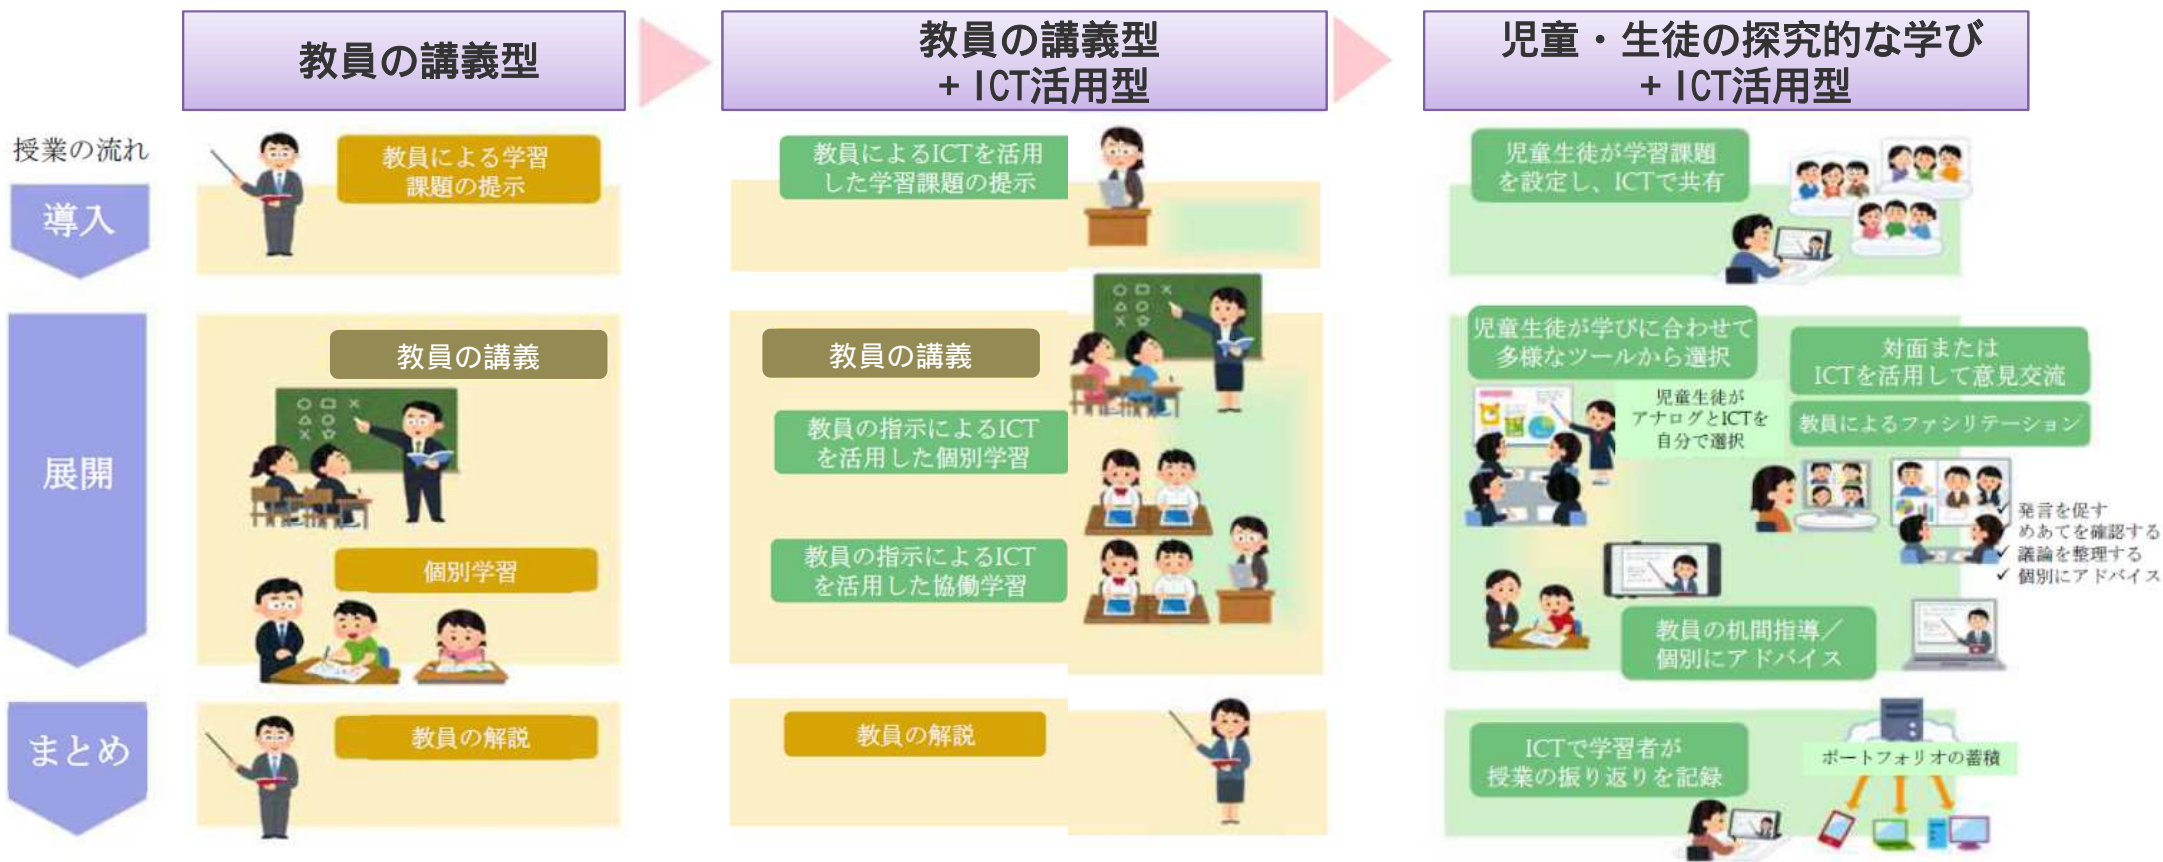 教員の講義型
教員の講義型
+ ICT活用型
児童・生徒の探究的な学び
+ ICT活用型
授業の流れ
導入
教員による学習
課題の提示
教員によるICTを活用
した学習課題の提示
児童生徒が学習課題
を設定し、ICTで共有
展開
教員の講義
個別学習
教員の講義
教員の指示によるICT
を活用した個別学習
教員の指示によるICT
を活用した協働学習
児童生徒が学びに合わせて
多様なツールから選択
児童生徒が
アナログとICTを
自分で選択
対面または
ICTを活用して意見交流
教員によるファシリテーション
✓ 発言を促す
✓ めあてを確認する
✓ 議論を整理する
✓ 個別にアドバイス
教員の机間指導／
個別にアドバイス
まとめ
教員の解説
教員の解説
ICTで学習者が
授業の振り返りを記録
ポートフォリオの蓄積